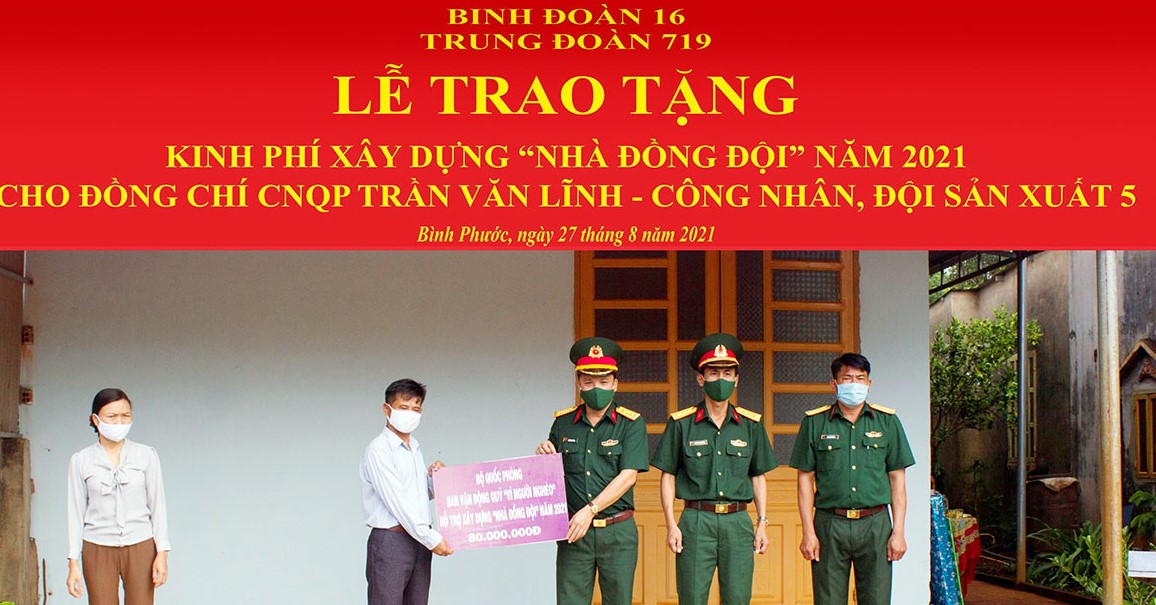 BINH ĐOÀN 16
TRUNG ĐOÀN 719
LỄ TRAO TẶNG
KINH PHÍ XÂY DỰNG “NHÀ ĐỒNG ĐỘI” NĂM 2021
CHO ĐỒNG CHÍ CNQP TRẦN VĂN LĨNH - CÔNG NHÂN, ĐỘI SẢN XUẤT 5
Bình Phước, ngày 27 tháng 8 năm 2021
BỘ QUỐC PHÒNG
BAN VẬN ĐỘNG QUỸ "VÌ NGƯỜI NGHÈO"
HỖ TRỢ XÂY DỰNG "NHÀ ĐỒNG ĐỘI" NĂM 2021
80.000.000Đ